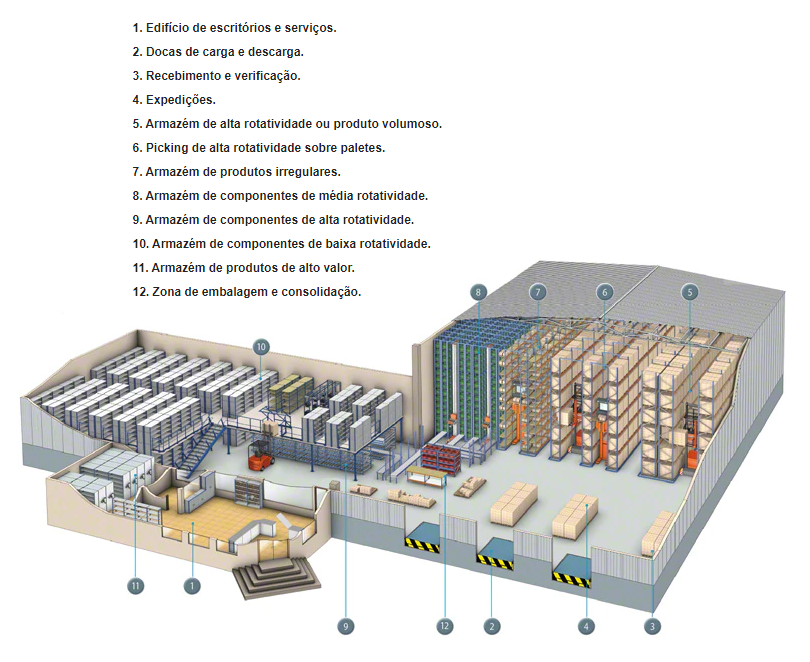 1. Edifício de escritórios e serviços.
2. Docas de carga e descarga.
3. Recebimento e verificação.
4. Expedições.
5. Armazém de alta rotatividade ou produto volumoso.
6. Picking de alta rotatividade sobre paletes.
7. Armazém de produtos irregulares.
8. Armazém de componentes de média rotatividade.
9. Armazém de componentes de alta rotatividade.
10. Armazém de componentes de baixa rotatividade.
11. Armazém de produtos de alto valor.
12. Zona de embalagem e consolidação.
8 7 6 5
10
11 1
9 12 2 4 3